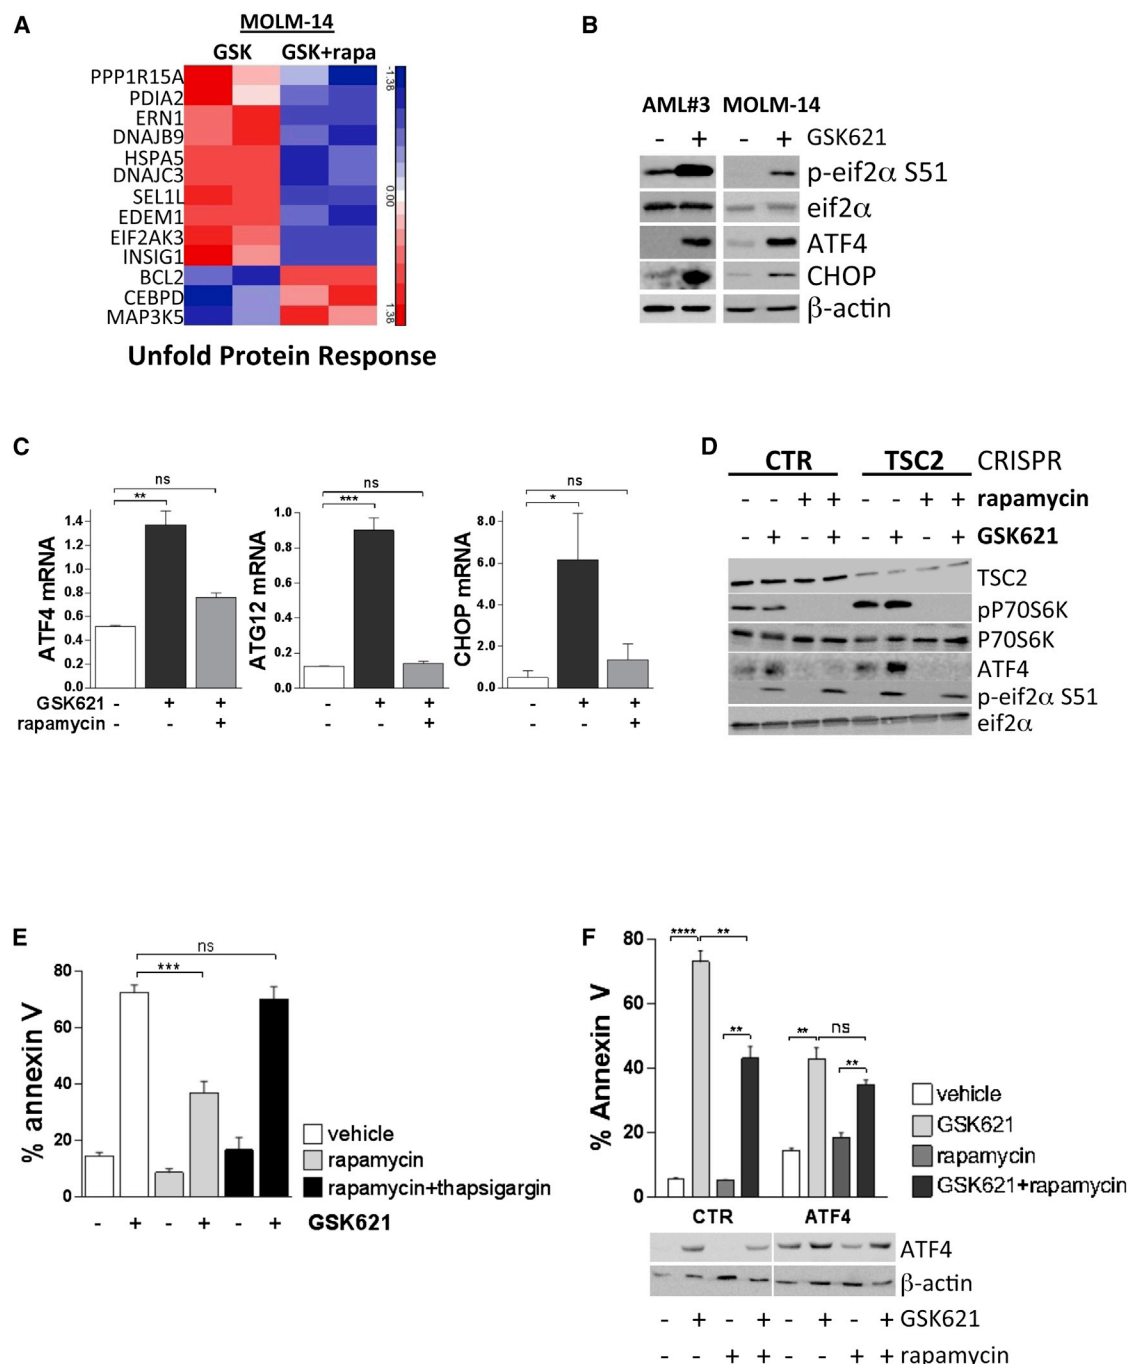 A
MOLM-14
GSK GSK+rapa
PPP1R15A
PDIA2
ERN1
DNAJB9
HSPA5
DNAJC3
SEL1L
EDEM1
EIF2AK3
INSIG1
BCL2
CEBPD
MAP3K5
-1.38
0.00
1.38
Unfold Protein Response
B
AML#3 MOLM-14
- + - + GSK621
p-eif2α S51
eif2α
ATF4
CHOP
β-actin
C
ns
**
ATF4 mRNA
1.4
1.2
1.0
0.8
0.6
0.4
0.2
0.0
ns
***
ATG12 mRNA
1.0
0.8
0.6
0.4
0.2
0.0
ns
*
CHOP mRNA
8.0
6.0
4.0
2.0
0.0
GSK621 - + + - + + - + +
rapamycin - - + - - + - - +
D
CTR TSC2 CRISPR
- - + + - - + + rapamycin
- + - + - + - + GSK621
TSC2
pP70S6K
P70S6K
ATF4
p-eif2α S51
eif2α
E
ns
***
% annexin V
80
60
40
20
0
vehicle
rapamycin
rapamycin+thapsigargin
- + - + - + GSK621
F
**** **
**
** ns
**
% Annexin V
80
60
40
20
0
vehicle
GSK621
rapamycin
GSK621+rapamycin
CTR ATF4
ATF4
β-actin
- + - + - + - + GSK621
- - + + - - + + rapamycin